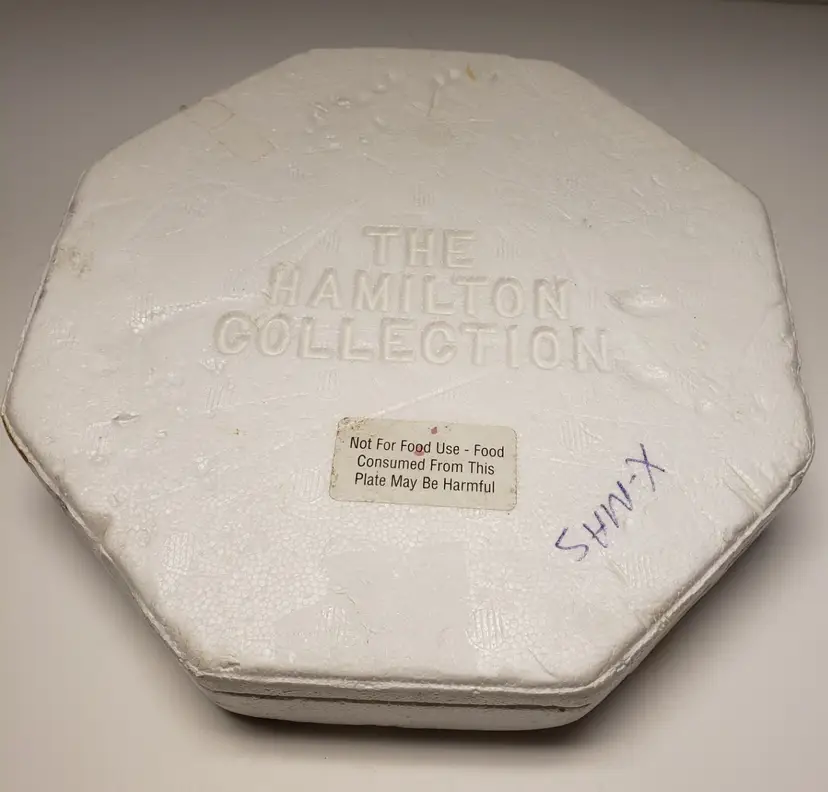 THE
HAMILTON
COLLECTION
Not For Food Use - Food
Consumed From This
Plate May Be Harmful
X-MAS